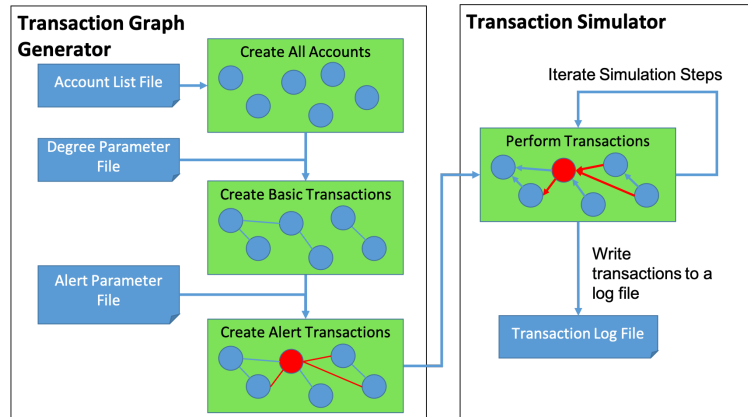 Transaction Graph
Generator
Create All Accounts
Account List File
Degree Parameter
File
Create Basic Transactions
Alert Parameter
File
Create Alert Transactions
Transaction Simulator
Iterate Simulation Steps
Perform Transactions
Write
transactions to a
log file
Transaction Log File